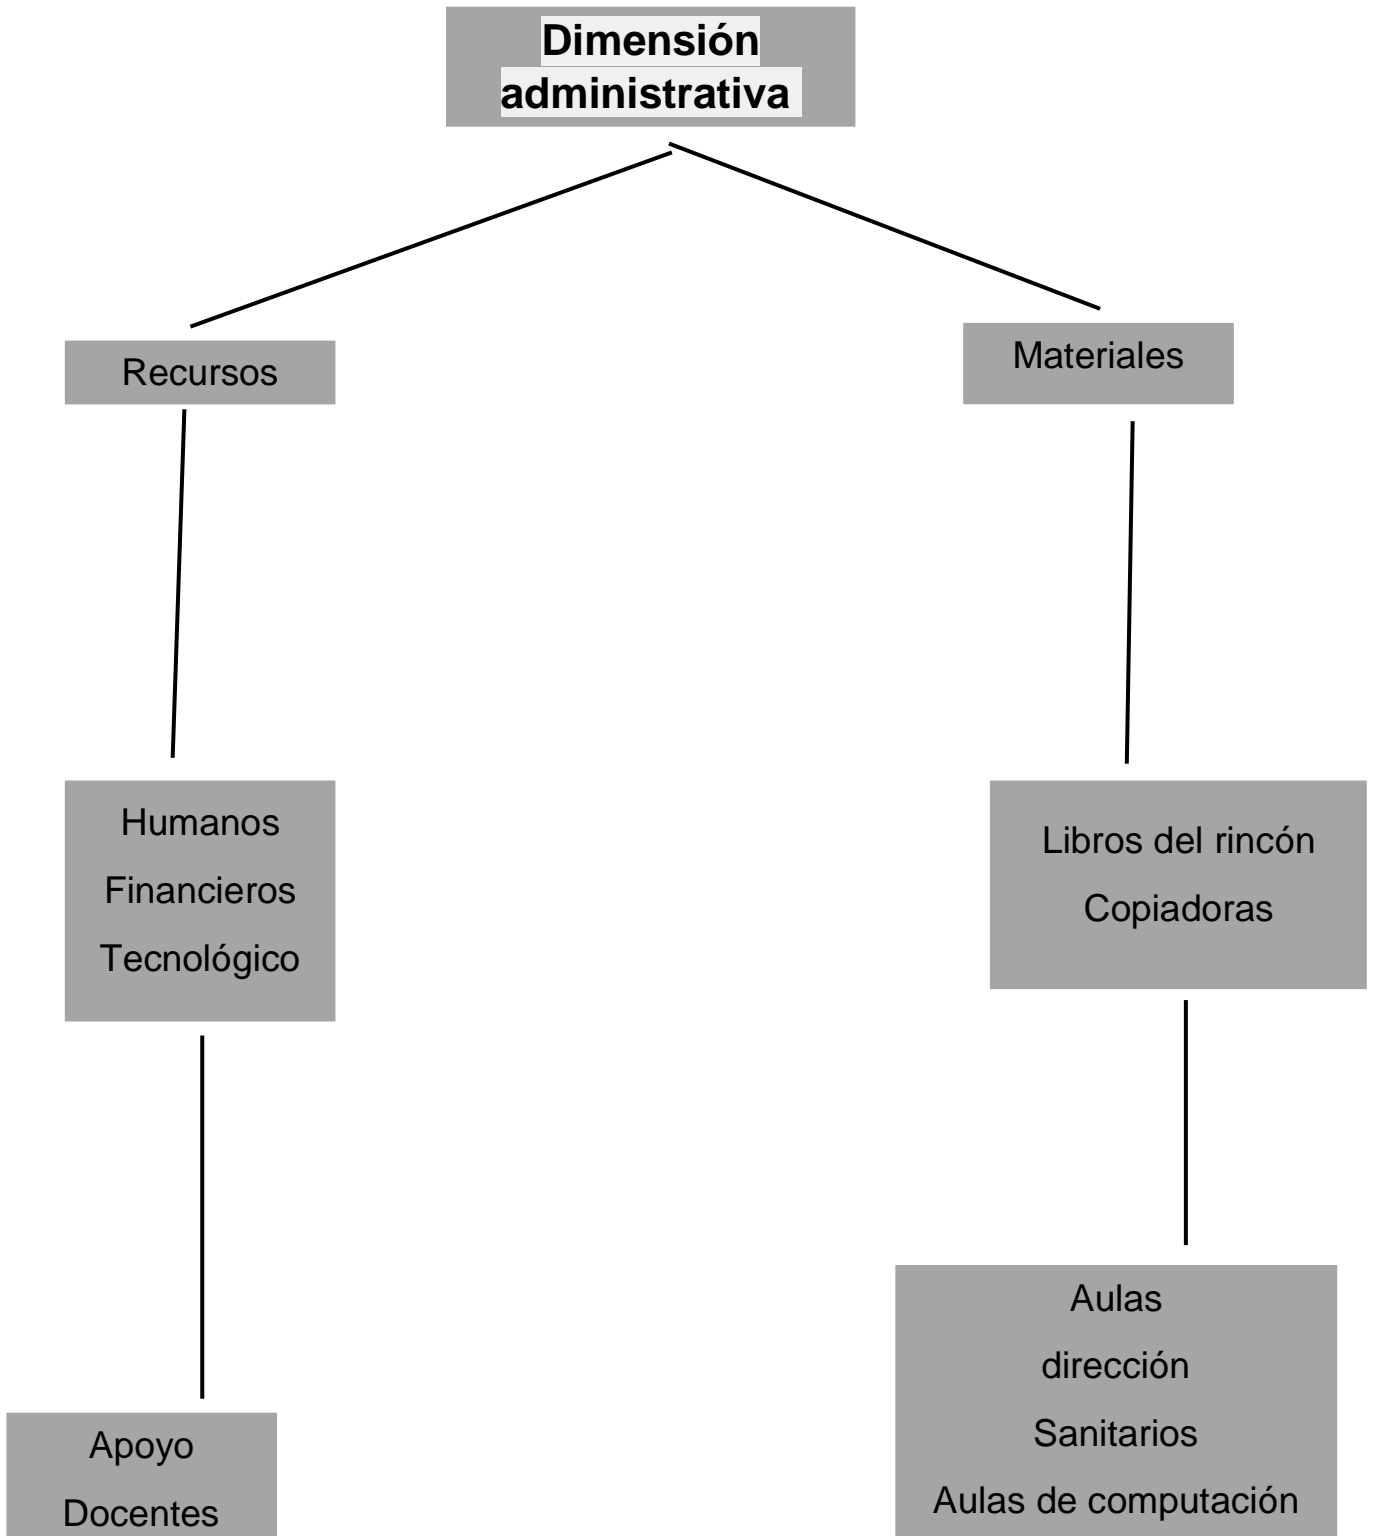 Dimensión
administrativa
Recursos
Materiales
Humanos
Financieros
Tecnológico
Libros del rincón
Copiadoras
Apoyo
Docentes
Aulas
dirección
Sanitarios
Aulas de computación